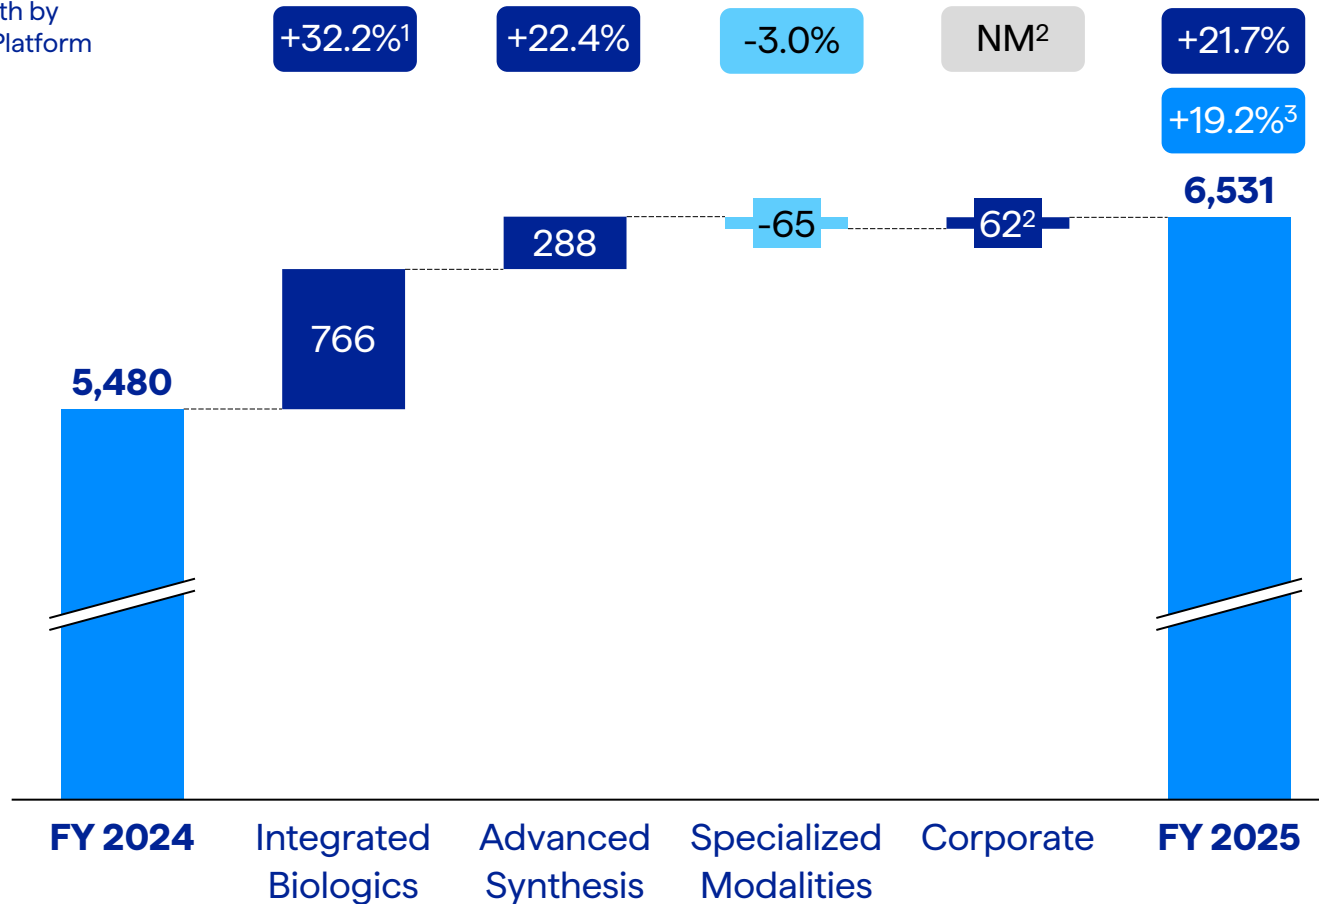 th by
Platform
+32.2%¹
+22.4%
-3.0%
NM²
+21.7%
+19.2%³
6,531
5,480
766
288
-65
62²
FY 2024
Integrated
Biologics
Advanced
Synthesis
Specialized
Modalities
Corporate
FY 2025